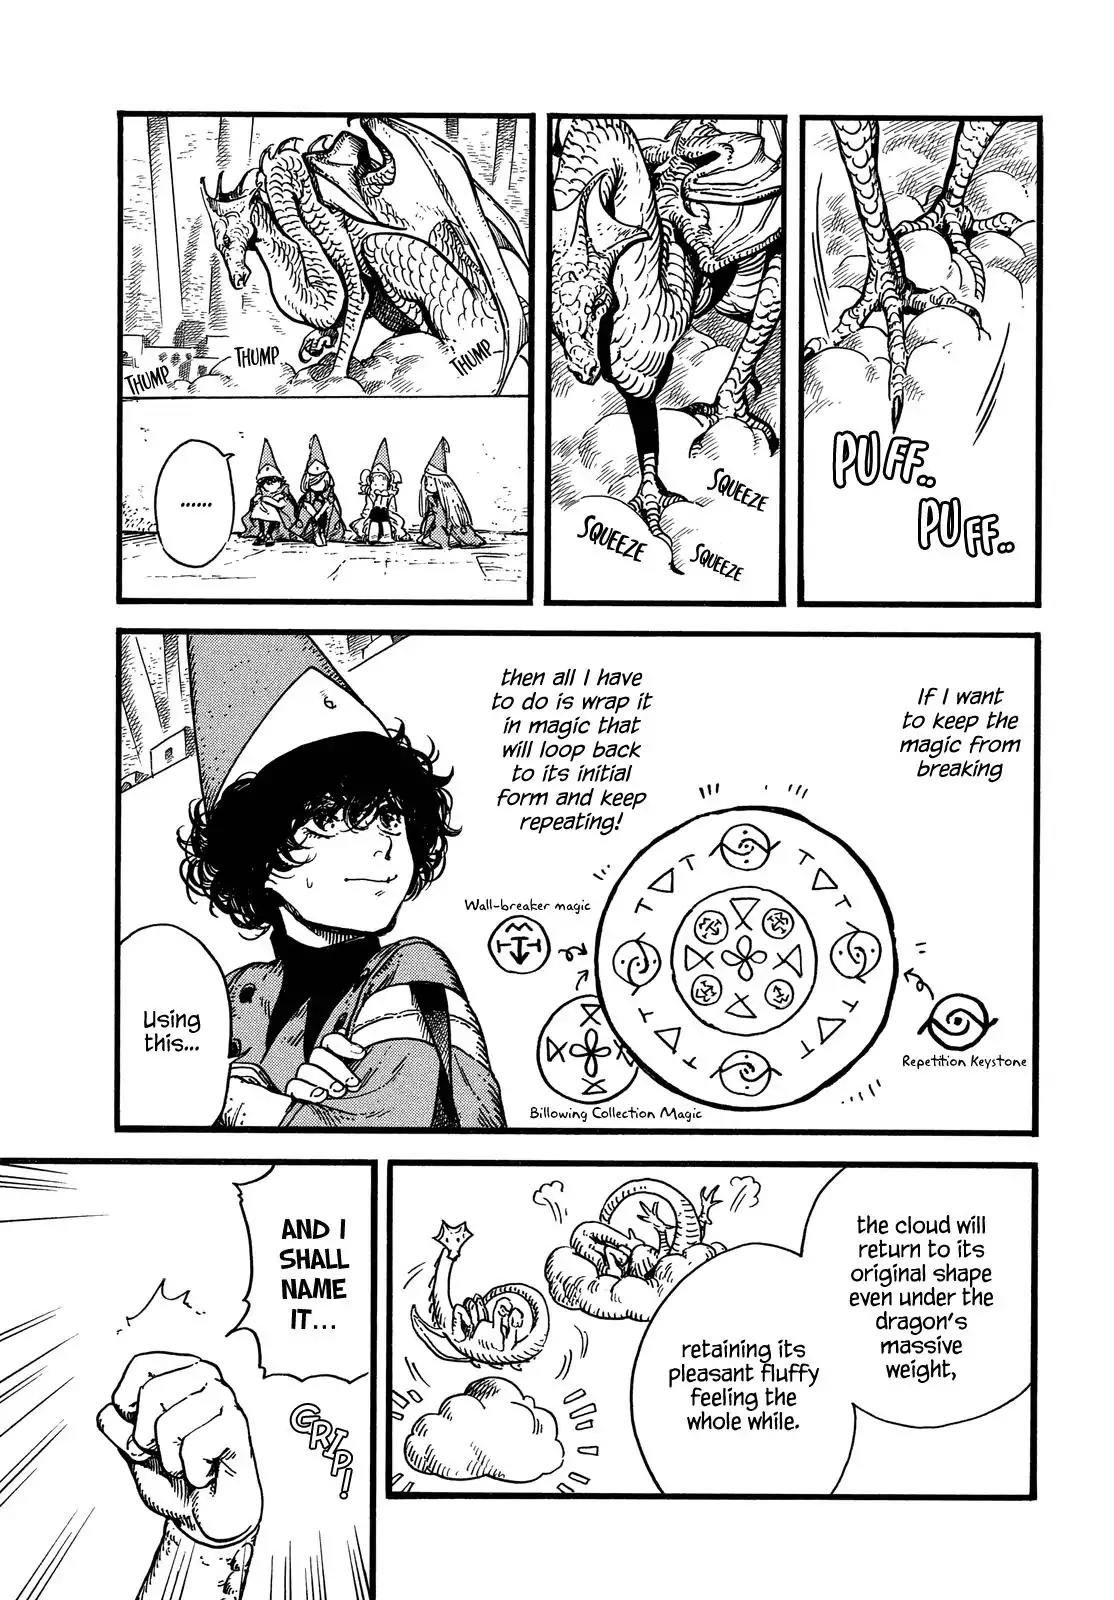 PUFF..
PUFF..
SQUEEZE
SQUEEZE
SQUEEZE
THUMP
THUMP
THUMP
......
If I want
to keep the
magic from
breaking
then all I have
to do is wrap it
in magic that
will loop back
to its initial
form and keep
repeating!
Wall-breaker magic
Repetition Keystone
Billowing Collection Magic
6
Using
this...
the cloud will
return to its
original shape
even under the
dragon's
massive
weight,
retaining its
pleasant fluffy
feeling the
whole while.
AND I
SHALL
NAME
IT...
GRIP!